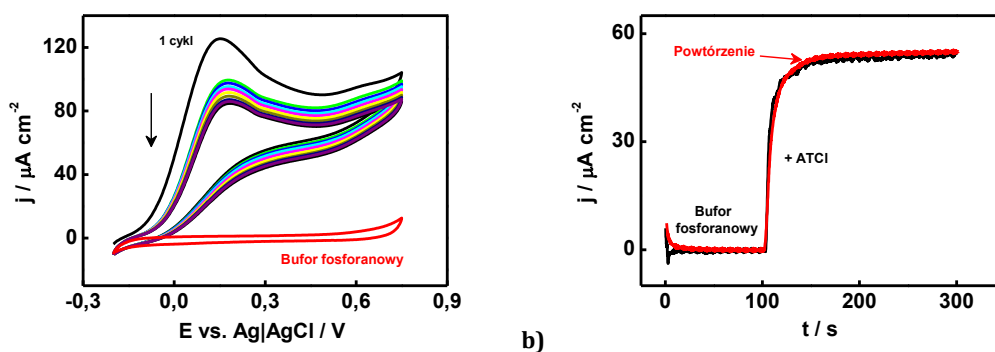 1 cykl
j / µA cm⁻²
120
80
40
0
Bufor fosforanowy
-0,3
0,0
0,3
0,6
0,9
E vs. Ag|AgCl / V
b)
Powtórzenie
j / µA cm⁻²
60
30
0
+ ATCl
Bufor
fosforanowy
0
100
200
300
t / s